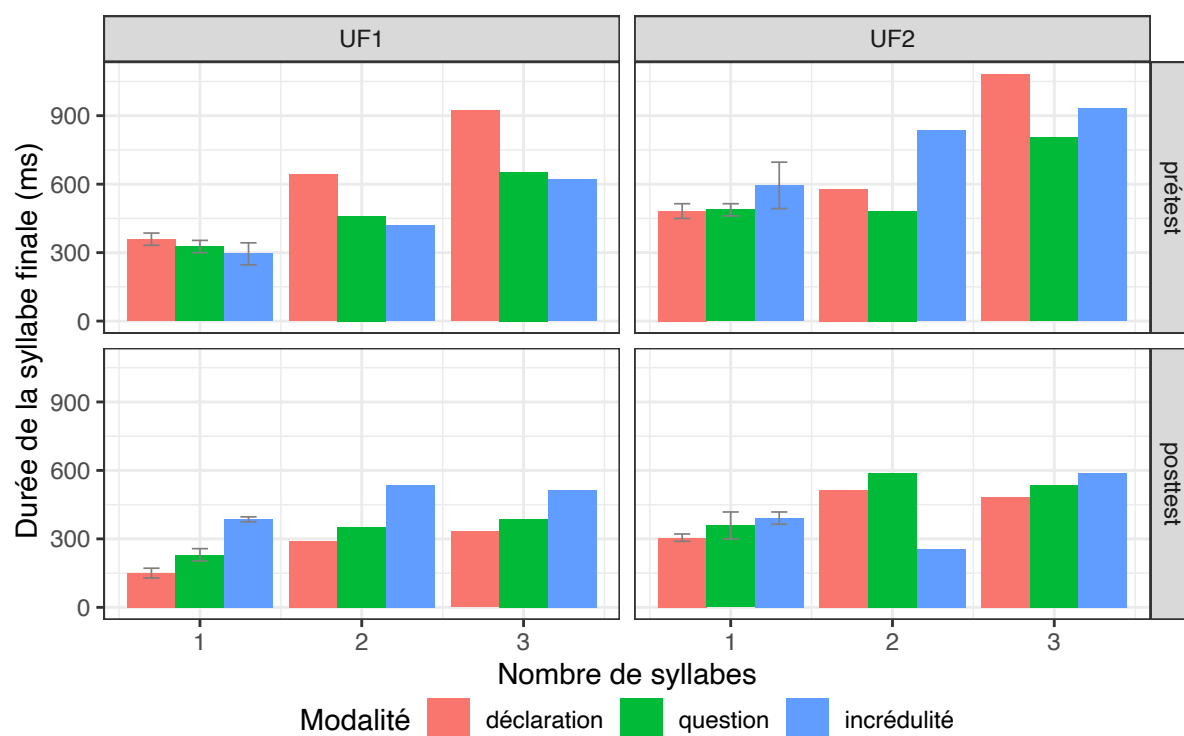 UF1
UF2
Durée de la syllabe finale (ms)
900
600
300
0
prétest
900
600
300
0
posttest
1
2
3
1
2
3
Nombre de syllabes
Modalité déclaration question incrédulité